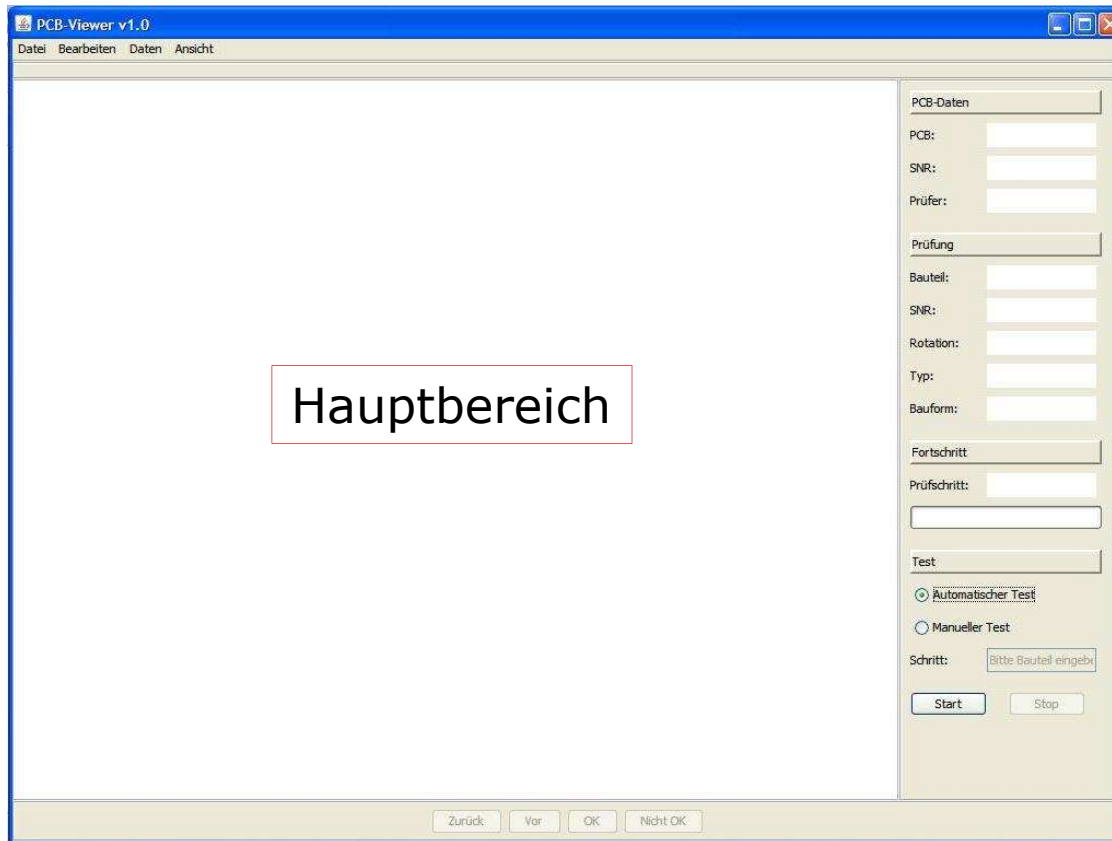 PCB-Viewer v1.0
Datei Bearbeiten Daten Ansicht
PCB-Daten
PCB:
SNR:
Prüfer:
Prüfung
Bauteil:
SNR:
Rotation:
Typ:
Bauform:
Hauptbereich
Fortschritt
Prüfschritt:
Test
Automatischer Test
Manueller Test
Schritt: Bitte Bauteil eingebe
Start Stop
Zurück Vor OK Nicht OK